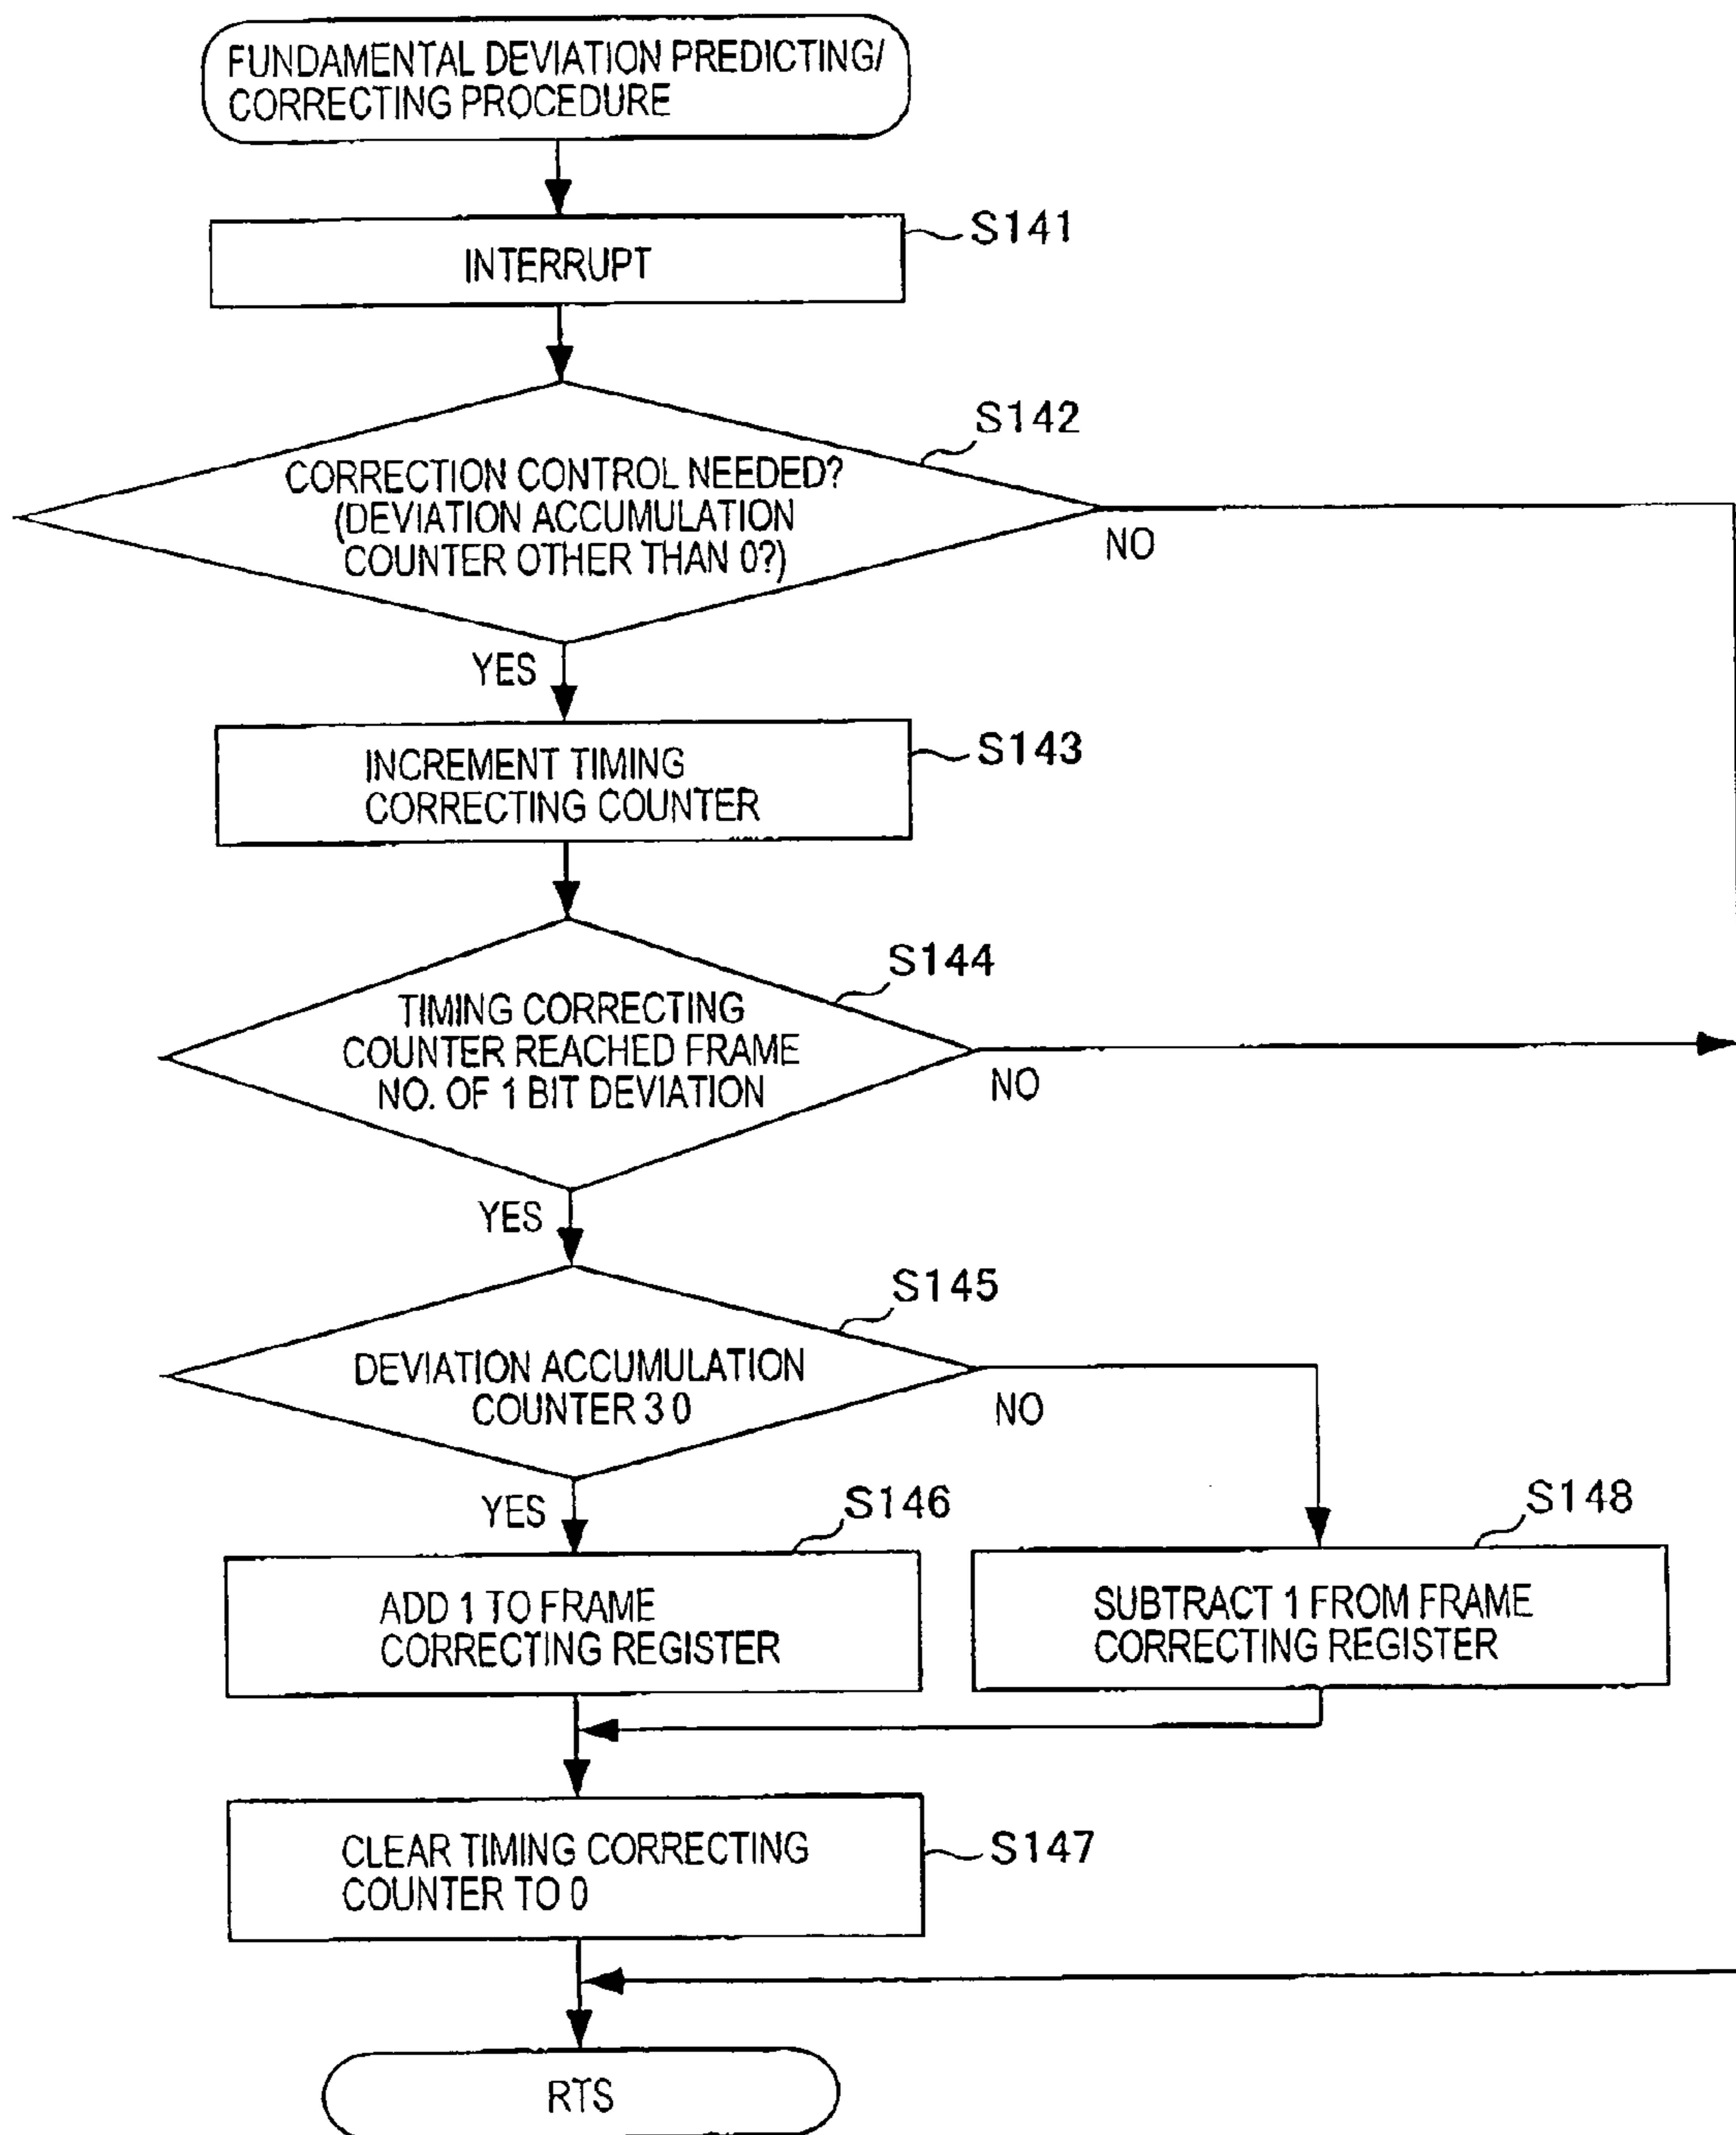 FUNDAMENTAL DEVIATION PREDICTING/
CORRECTING PROCEDURE
S141
INTERRUPT
S142
CORRECTION CONTROL NEEDED?
(DEVIATION ACCUMULATION
COUNTER OTHER THAN 0?)
NO
YES
S143
INCREMENT TIMING
CORRECTING COUNTER
S144
TIMING CORRECTING
COUNTER REACHED FRAME
NO. OF 1 BIT DEVIATION
NO
YES
S145
DEVIATION ACCUMULATION
COUNTER 3 0
NO
YES
S146
ADD 1 TO FRAME
CORRECTING REGISTER
S148
SUBTRACT 1 FROM FRAME
CORRECTING REGISTER
S147
CLEAR TIMING CORRECTING
COUNTER TO 0
RTS